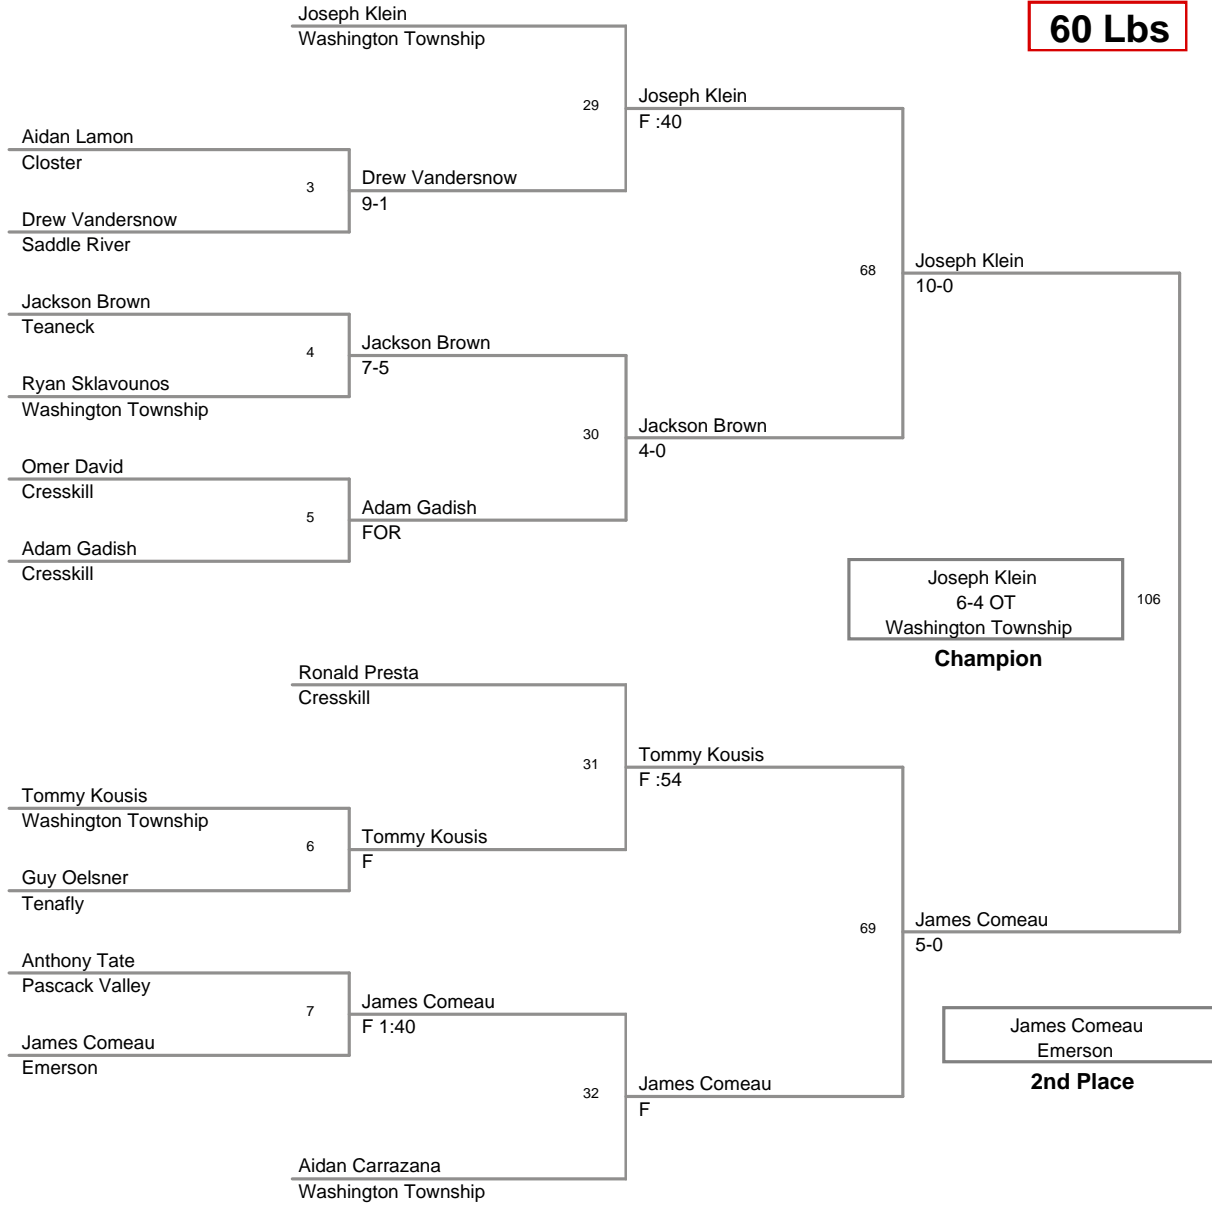 Joseph Klein
Washington Township
60 Lbs
29
Joseph Klein
F :40
Aidan Lamon
Closter
3
Drew Vandersnow
9-1
Drew Vandersnow
Saddle River
68
Joseph Klein
10-0
Jackson Brown
Teaneck
4
Jackson Brown
7-5
Ryan Sklavounos
Washington Township
30
Jackson Brown
4-0
Omer David
Cresskill
5
Adam Gadish
FOR
Adam Gadish
Cresskill
Joseph Klein
6-4 OT
Washington Township
106
Champion
Ronald Presta
Cresskill
31
Tommy Kousis
F :54
Tommy Kousis
Washington Township
6
Tommy Kousis
F
Guy Oelsner
Tenafly
69
James Comeau
5-0
Anthony Tate
Pascack Valley
7
James Comeau
F 1:40
James Comeau
Emerson
James Comeau
Emerson
2nd Place
32
James Comeau
F
Aidan Carrazana
Washington Township